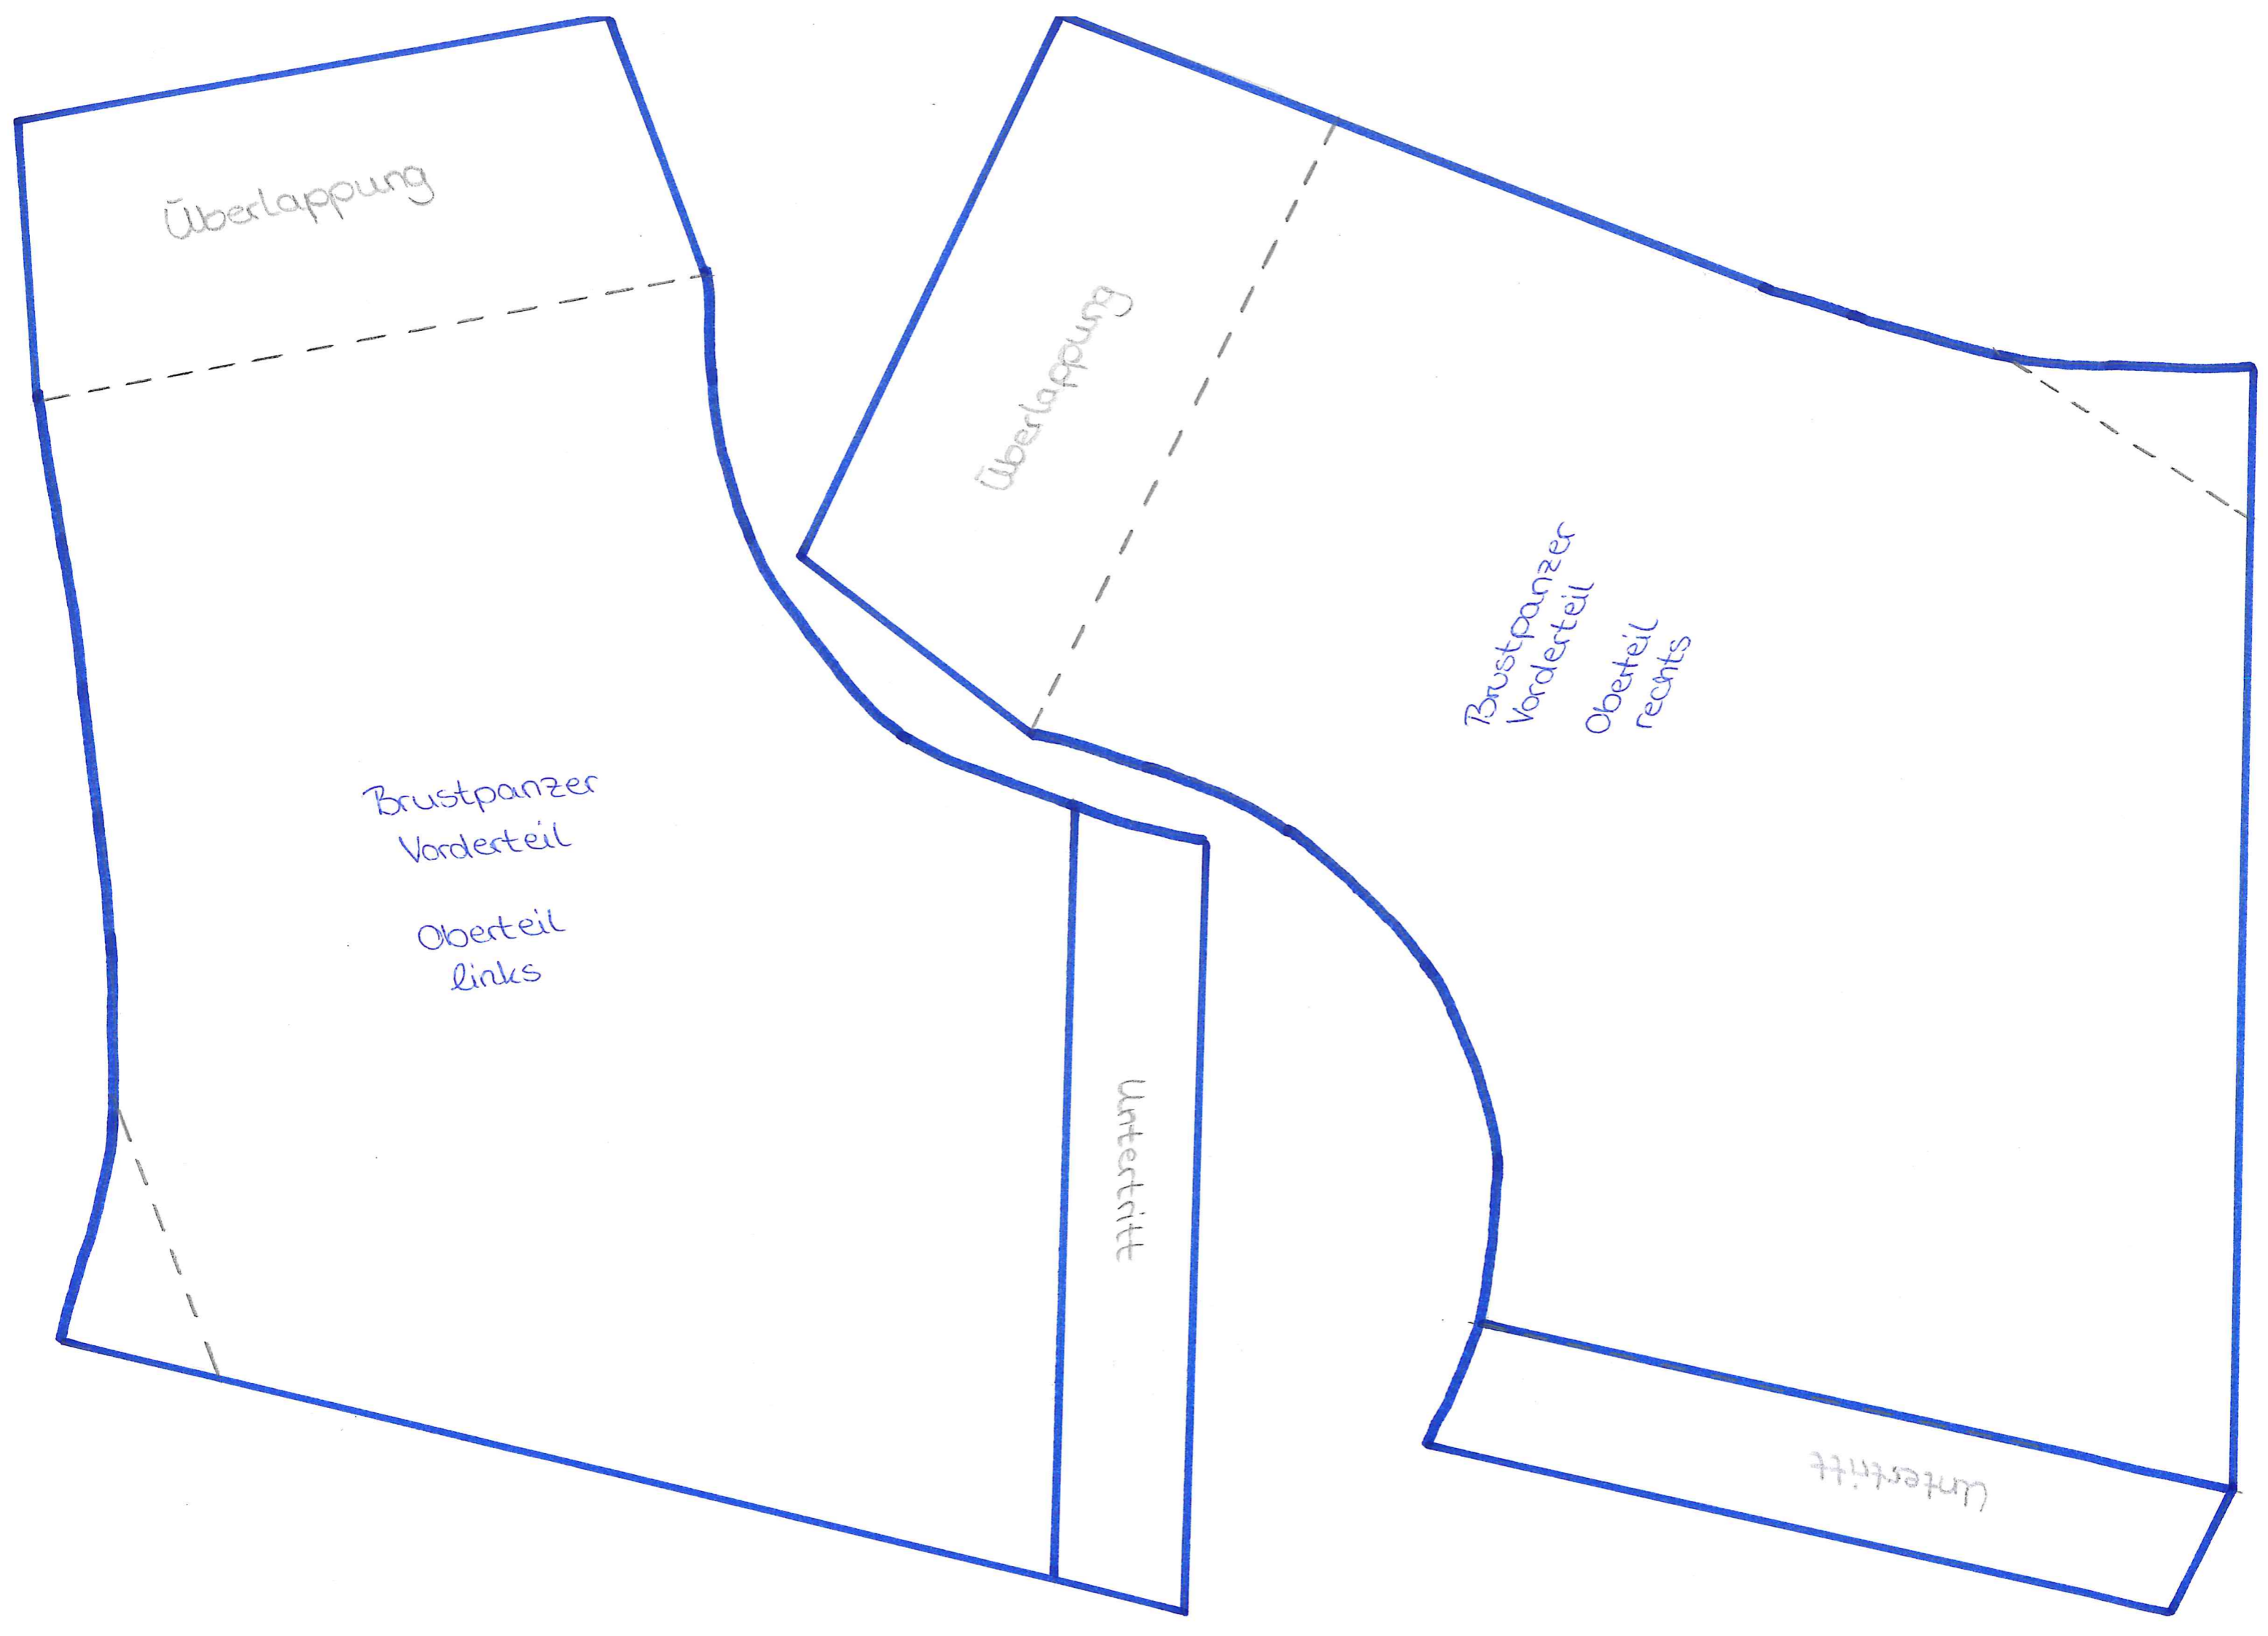 Überlappung
Brustpanzer
Vorderteil
Oberteil
links
Untertritt
Überlappung
Brustpanzer
Vorderteil
Oberteil
rechts
Untertritt